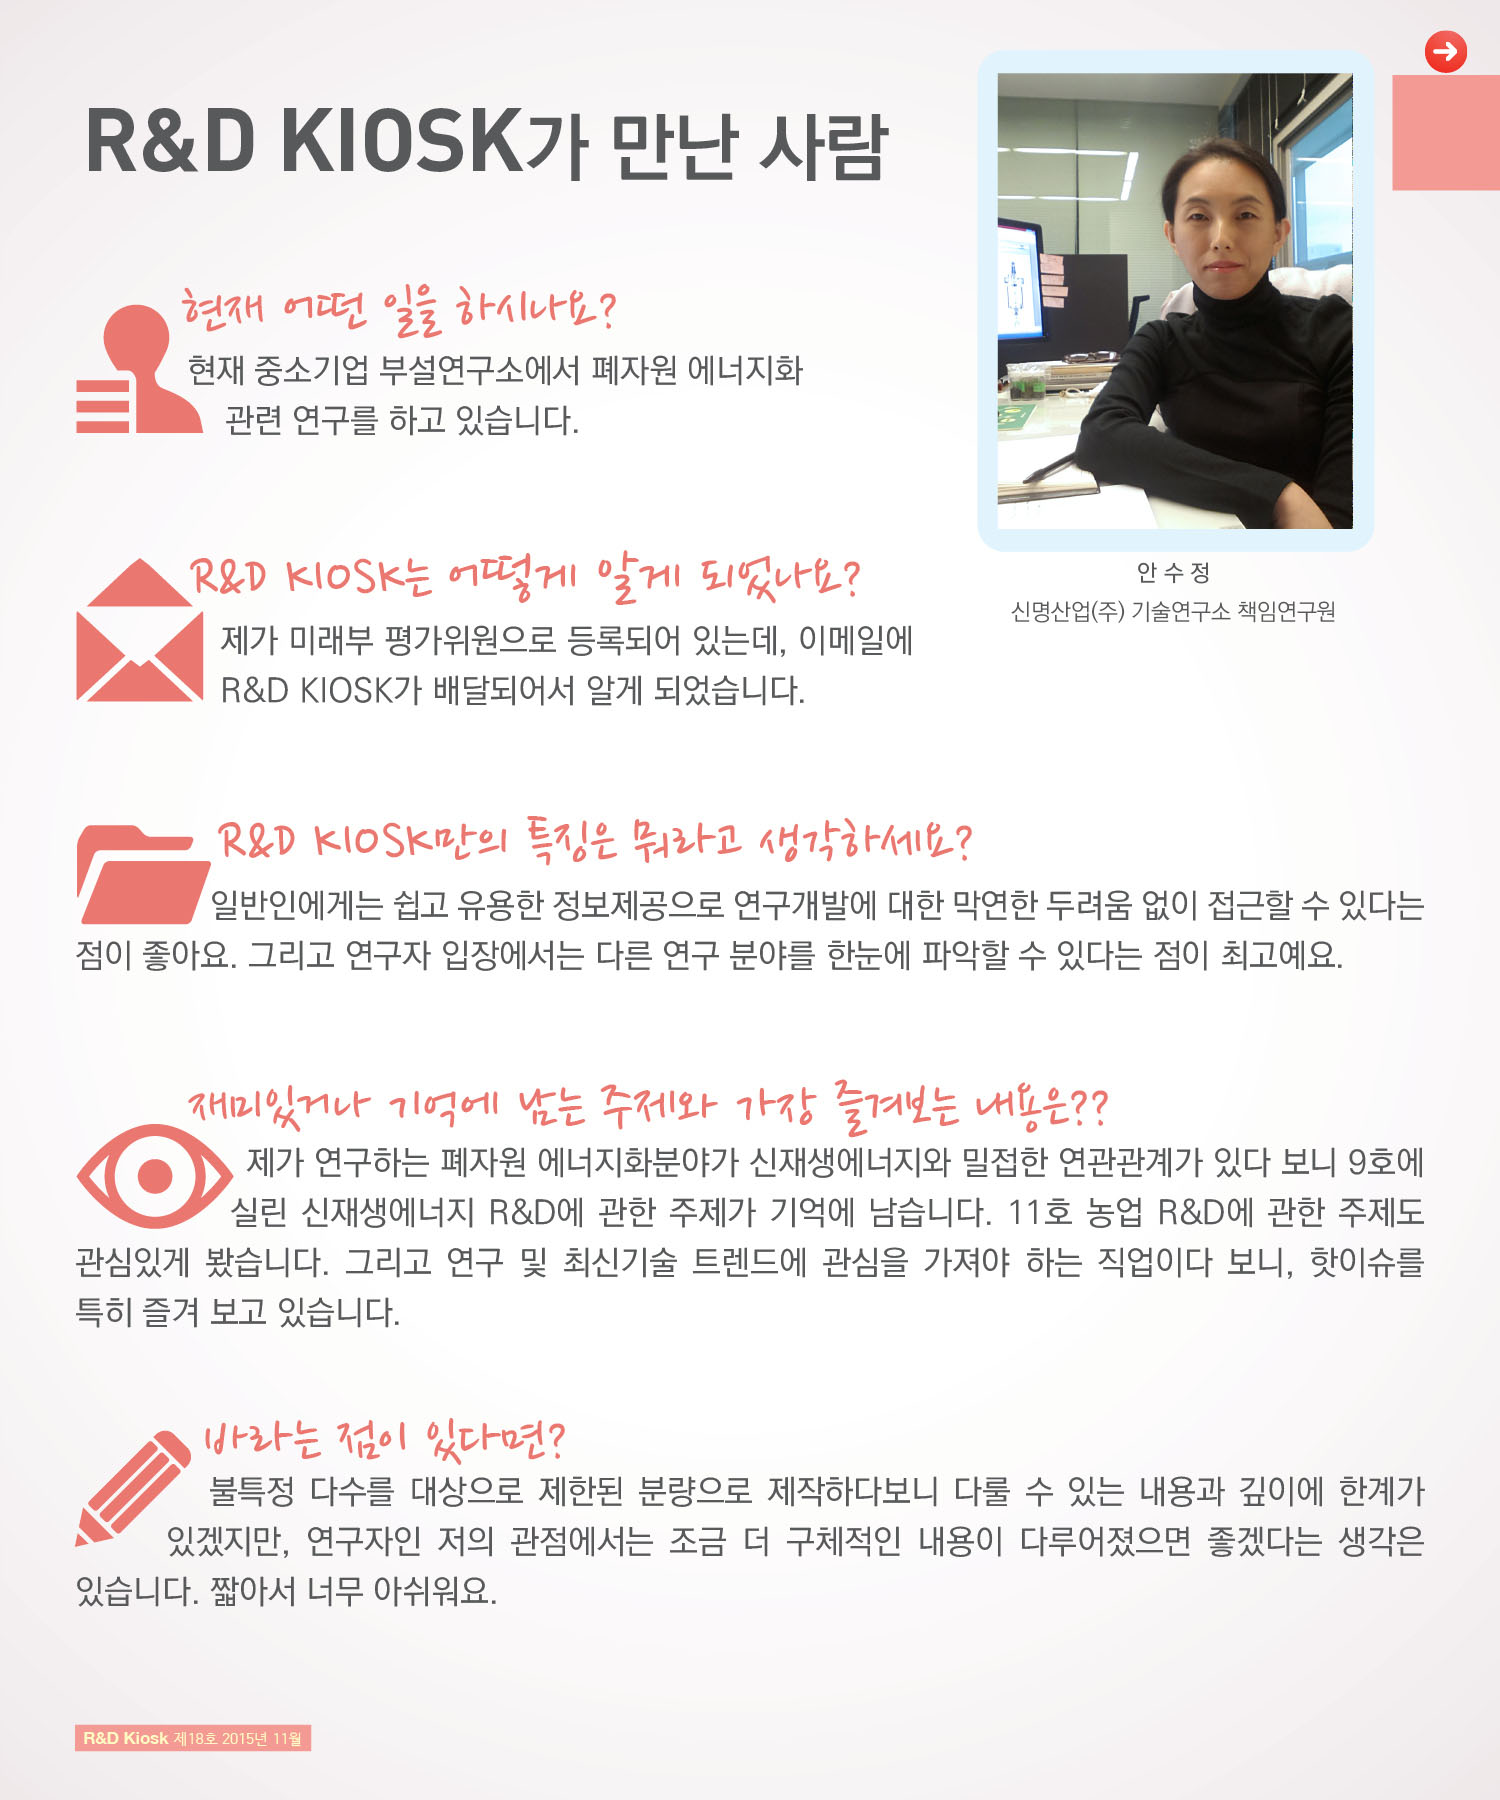 R&D KIOSK가 만난 사람
안 수 정
신명산업(주) 기술연구소 책임연구원
현재 어떤 일을 하시나요?
현재 중소기업 부설연구소에서 폐자원 에너지화
관련 연구를 하고 있습니다.
R&D KIOSK는 어떻게 알게 되었나요?
제가 미래부 평가위원으로 등록되어 있는데, 이메일에
R&D KIOSK가 배달되어서 알게 되었습니다.
R&D KIOSK만의 특징은 뭐라고 생각하세요?
일반인에게는 쉽고 유용한 정보제공으로 연구개발에 대한 막연한 두려움 없이 접근할 수 있다는
점이 좋아요. 그리고 연구자 입장에서는 다른 연구 분야를 한눈에 파악할 수 있다는 점이 최고예요.
재미있거나 기억에 남는 주제와 가장 즐겨보는 내용은??
제가 연구하는 폐자원 에너지화분야가 신재생에너지와 밀접한 연관관계가 있다 보니 9호에
실린 신재생에너지 R&D에 관한 주제가 기억에 남습니다. 11호 농업 R&D에 관한 주제도
관심있게 봤습니다. 그리고 연구 및 최신기술 트렌드에 관심을 가져야 하는 직업이다 보니, 핫이슈를
특히 즐겨 보고 있습니다.
바라는 점이 있다면?
불특정 다수를 대상으로 제한된 분량으로 제작하다보니 다룰 수 있는 내용과 깊이에 한계가
있겠지만, 연구자인 저의 관점에서는 조금 더 구체적인 내용이 다루어졌으면 좋겠다는 생각은
있습니다. 짧아서 너무 아쉬워요.
R&D Kiosk 제18호 2015년 11월